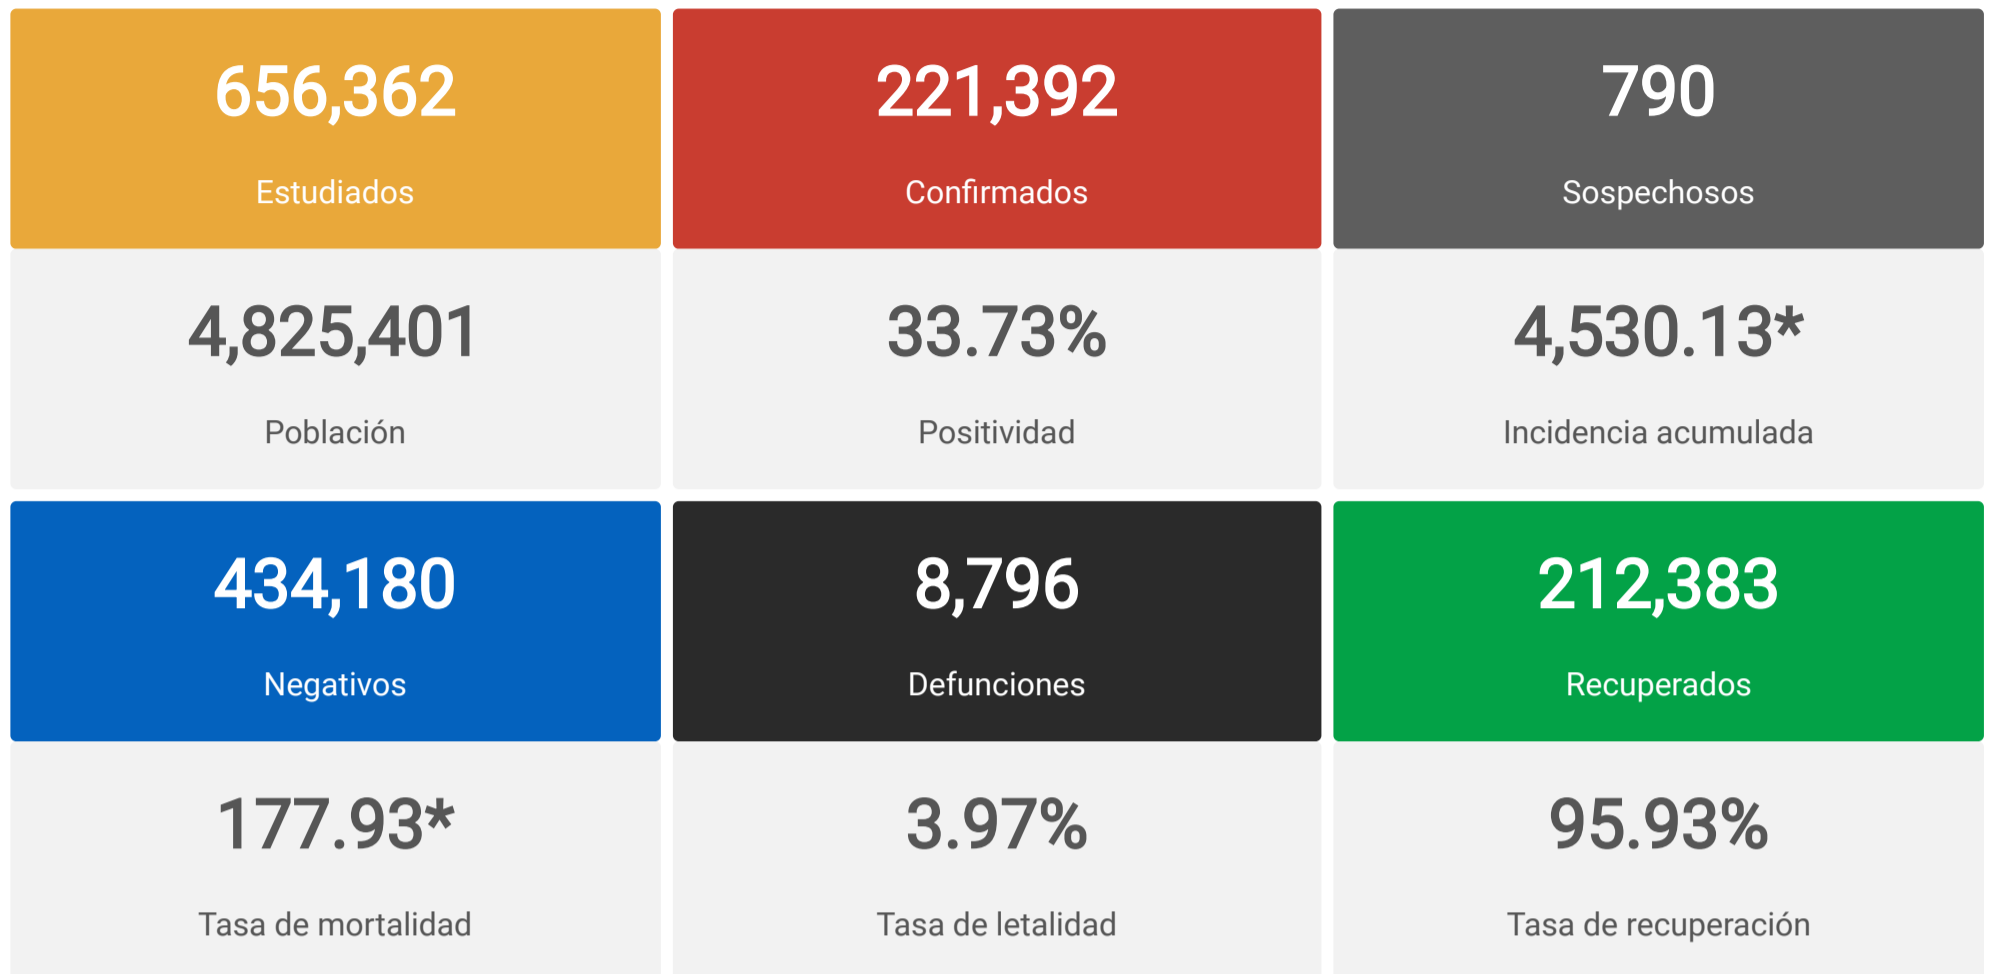 656,362
Estudiados
221,392
Confirmados
790
Sospechosos
4,825,401
Población
33.73%
Positividad
4,530.13*
Incidencia acumulada
434,180
Negativos
8,796
Defunciones
212,383
Recuperados
177.93*
Tasa de mortalidad
3.97%
Tasa de letalidad
95.93%
Tasa de recuperación